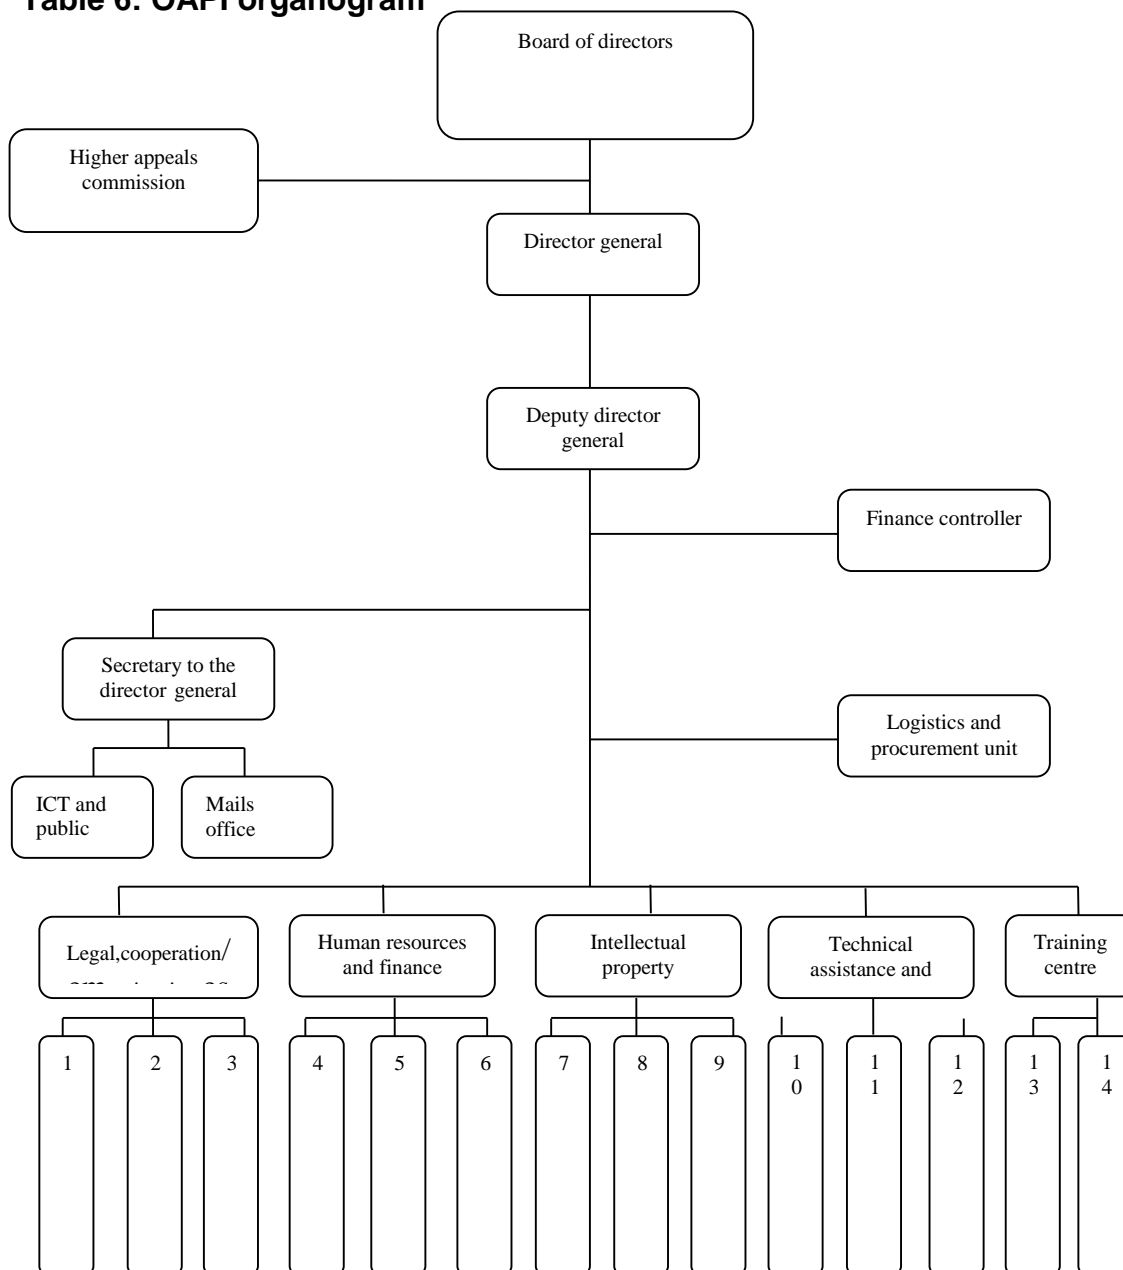 Table 6: OAPI organogram
Board of directors
Higher appeals
commission
Director general
Deputy director
general
Finance controller
Secretary to the
director general
Logistics and
procurement unit
ICT and
public
Mails
office
Legal,cooperation/
Human resources
and finance
Intellectual
property
Technical
assistance and
Training
centre
1
2
3
4
5
6
7
8
9
1
0
1
1
1
2
1
3
1
4